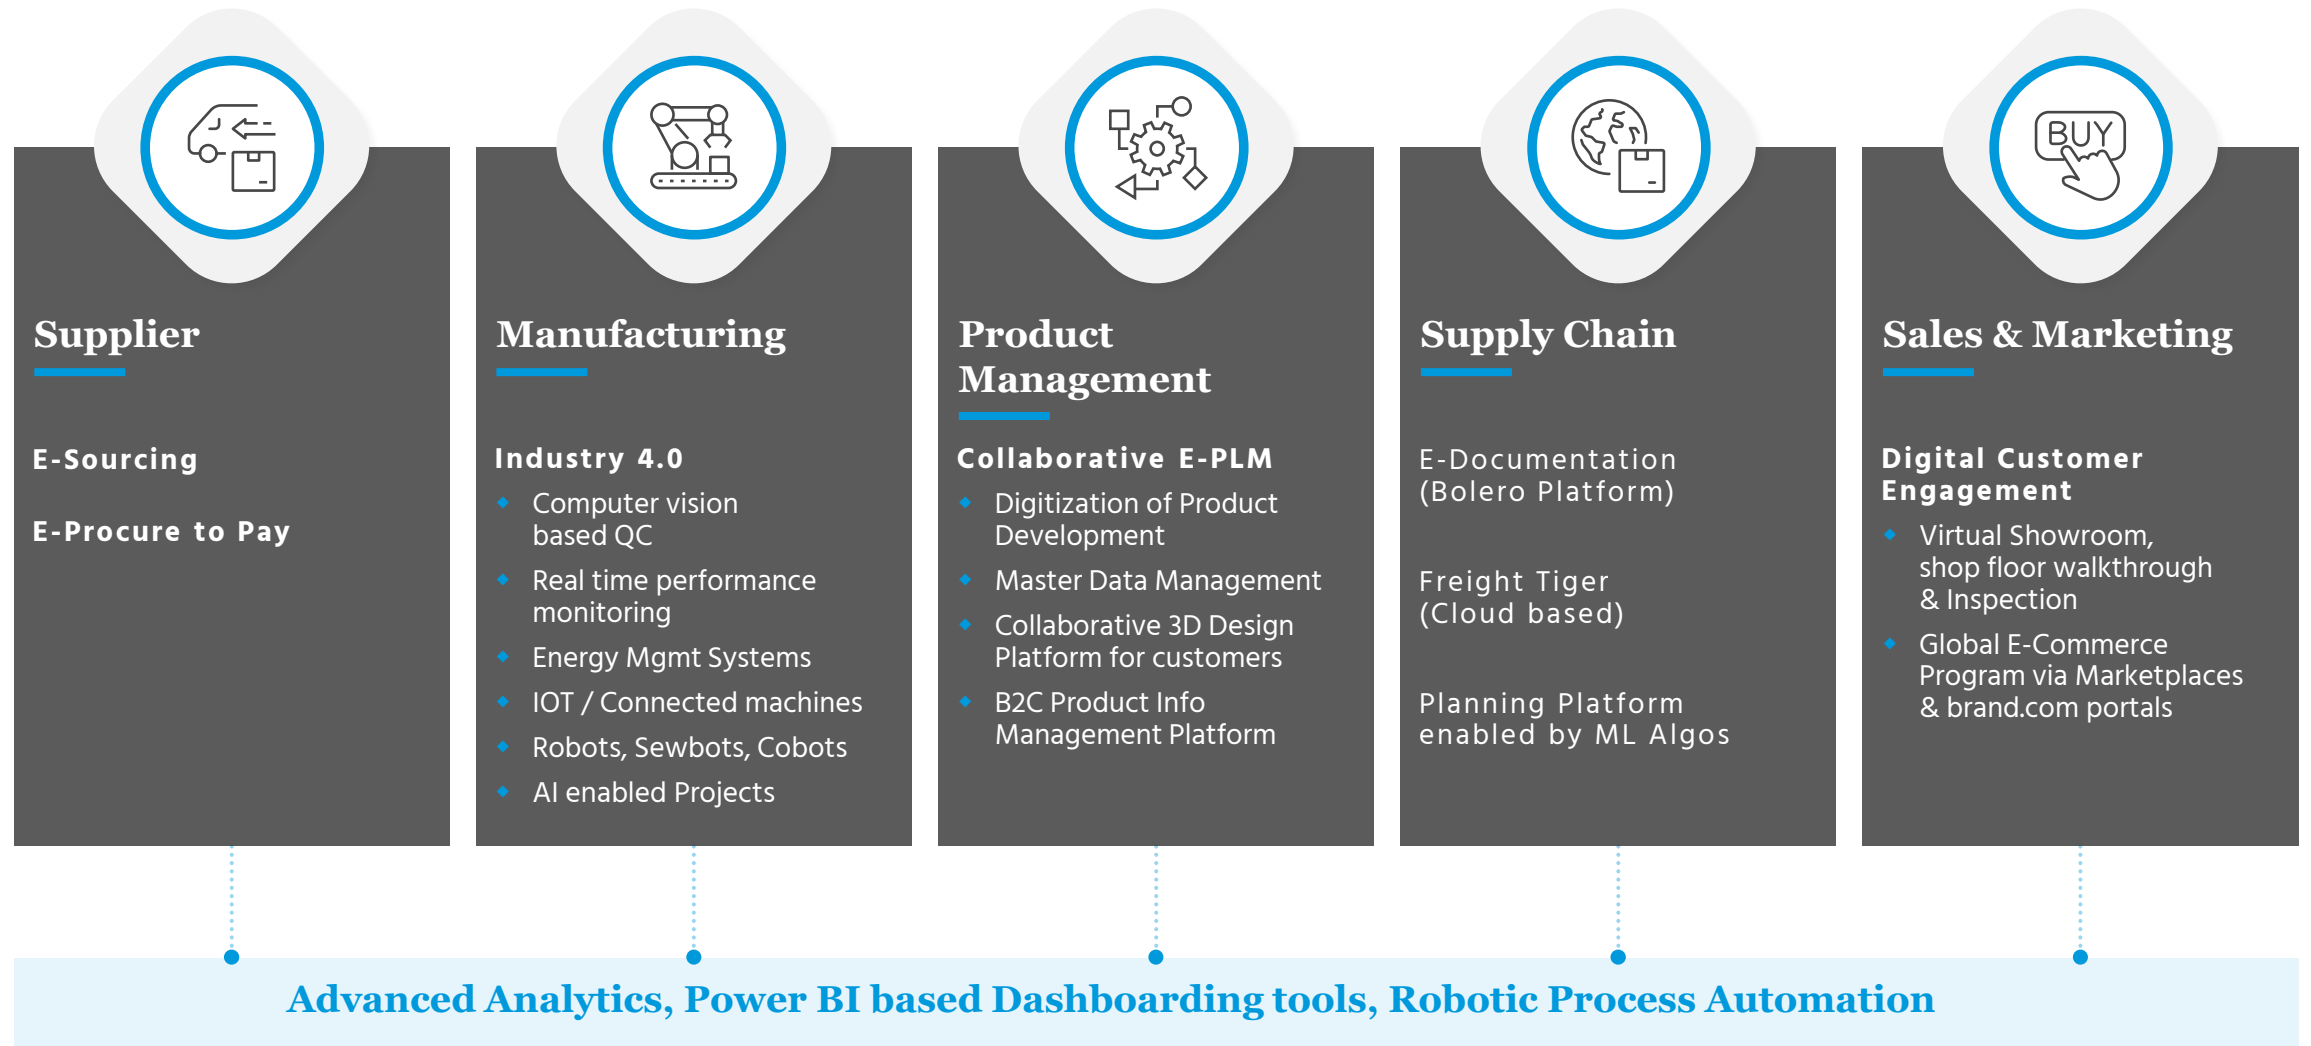 BUY
Supplier
E-Sourcing
E-Procure to Pay
Manufacturing
Industry 4.0
Computer vision
based QC
Real time performance
monitoring
Energy Mgmt Systems
IOT / Connected machines
Robots, Sewbots, Cobots
AI enabled Projects
Product
Management
Collaborative E-PLM
Digitization of Product
Development
Master Data Management
Collaborative 3D Design
Platform for customers
B2C Product Info
Management Platform
Supply Chain
E-Documentation
(Bolero Platform)
Freight Tiger
(Cloud based)
Planning Platform
enabled by ML Algos
Sales & Marketing
Digital Customer
Engagement
Virtual Showroom,
shop floor walkthrough
& Inspection
Global E-Commerce
Program via Marketplaces
& brand.com portals
Advanced Analytics, Power BI based Dashboarding tools, Robotic Process Automation